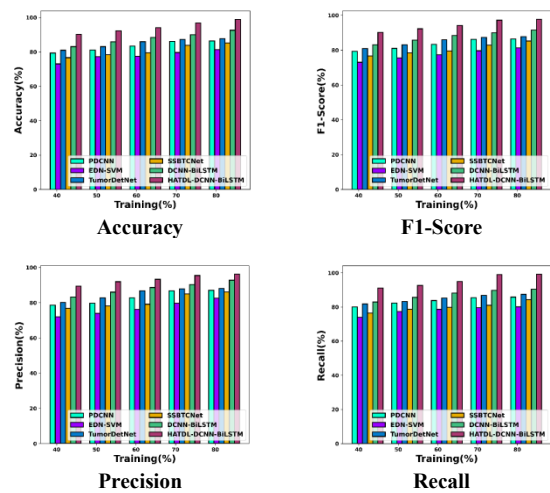 100
80
60
40
20
0
Accuracy(%)
PDCNN
EDN-SVM
TumorDetNet
SSBTCNet
DCNN-BiLSTM
HATDL-DCNN-BiLSTM
40 50 60 70 80
Training(%)
Accuracy
100
80
60
40
20
0
F1-Score(%)
PDCNN
EDN-SVM
TumorDetNet
SSBTCNet
DCNN-BiLSTM
HATDL-DCNN-BiLSTM
40 50 60 70 80
Training(%)
F1-Score
100
80
60
40
20
0
Precision(%)
PDCNN
EDN-SVM
TumorDetNet
SSBTCNet
DCNN-BiLSTM
HATDL-DCNN-BiLSTM
40 50 60 70 80
Training(%)
Precision
100
80
60
40
20
0
Recall(%)
PDCNN
EDN-SVM
TumorDetNet
SSBTCNet
DCNN-BiLSTM
HATDL-DCNN-BiLSTM
40 50 60 70 80
Training(%)
Recall